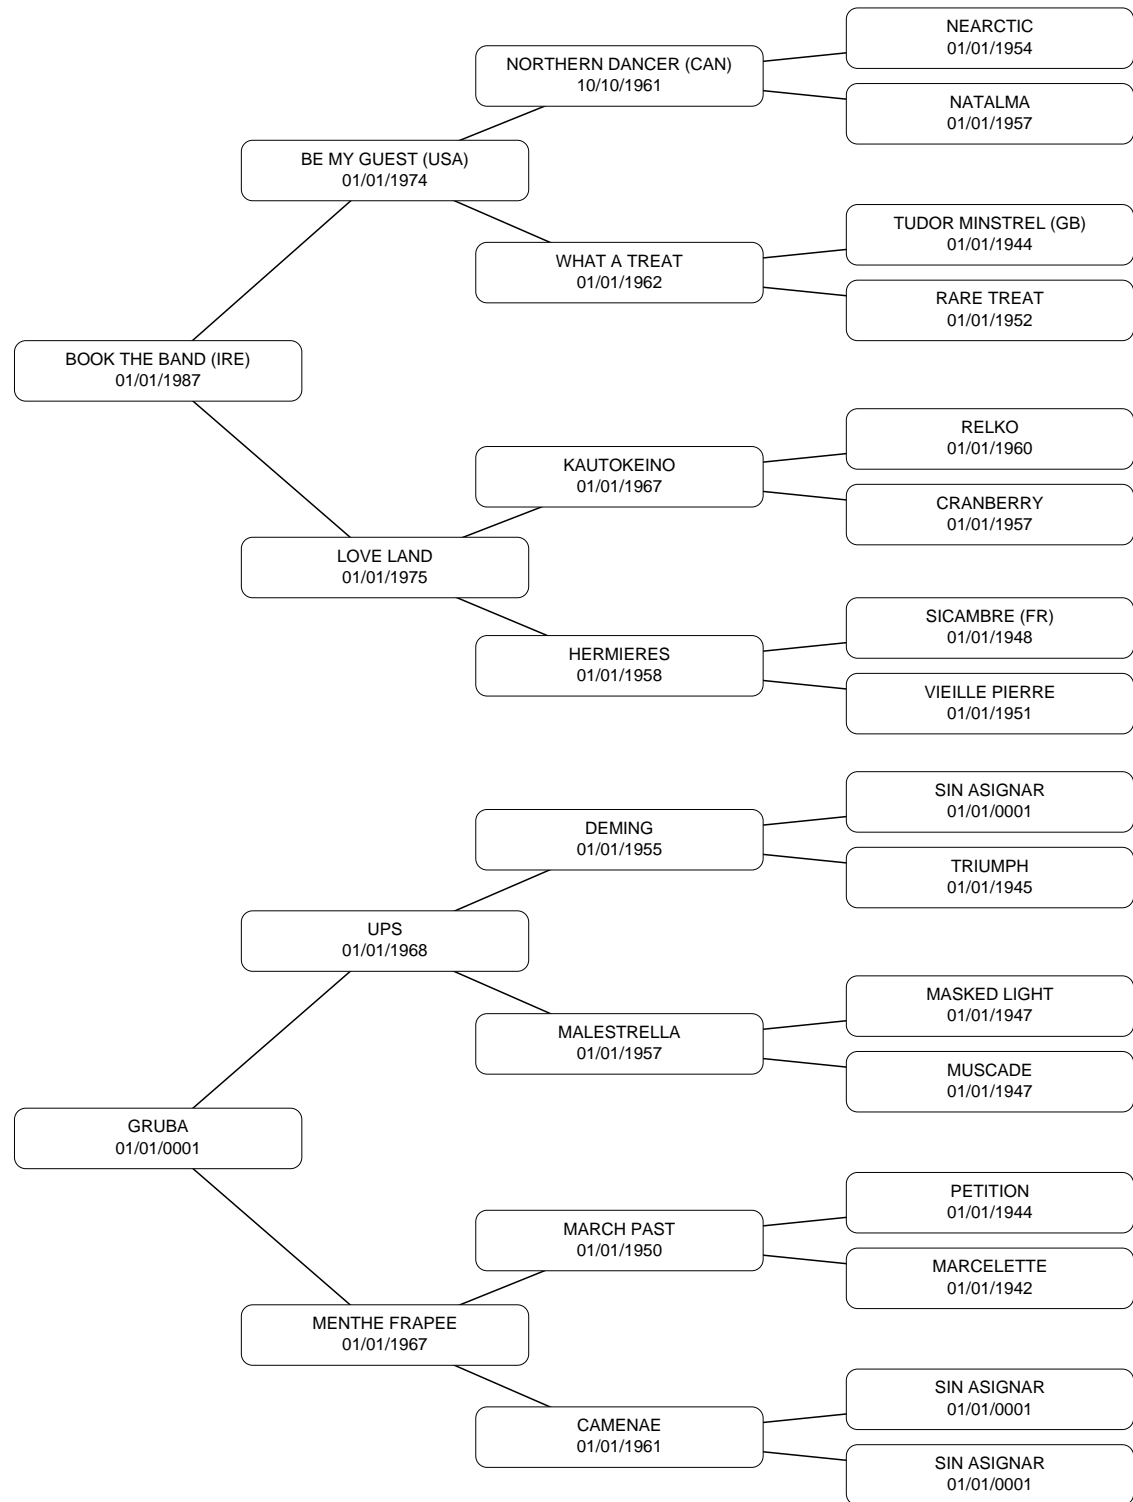 NEARCTIC
01/01/1954
NORTHERN DANCER (CAN)
10/10/1961
NATALMA
01/01/1957
BE MY GUEST (USA)
01/01/1974
TUDOR MINSTREL (GB)
01/01/1944
WHAT A TREAT
01/01/1962
RARE TREAT
01/01/1952
BOOK THE BAND (IRE)
01/01/1987
RELKO
01/01/1960
KAUTOKEINO
01/01/1967
CRANBERRY
01/01/1957
LOVE LAND
01/01/1975
SICAMBRE (FR)
01/01/1948
HERMIERES
01/01/1958
VIEILLE PIERRE
01/01/1951
SIN ASIGNAR
01/01/0001
DEMING
01/01/1955
TRIUMPH
01/01/1945
UPS
01/01/1968
MASKED LIGHT
01/01/1947
MALESTRELLA
01/01/1957
MUSCADE
01/01/1947
GRUBA
01/01/0001
PETITION
01/01/1944
MARCH PAST
01/01/1950
MARCELETTE
01/01/1942
MENTHE FRAPEE
01/01/1967
SIN ASIGNAR
01/01/0001
CAMENAE
01/01/1961
SIN ASIGNAR
01/01/0001